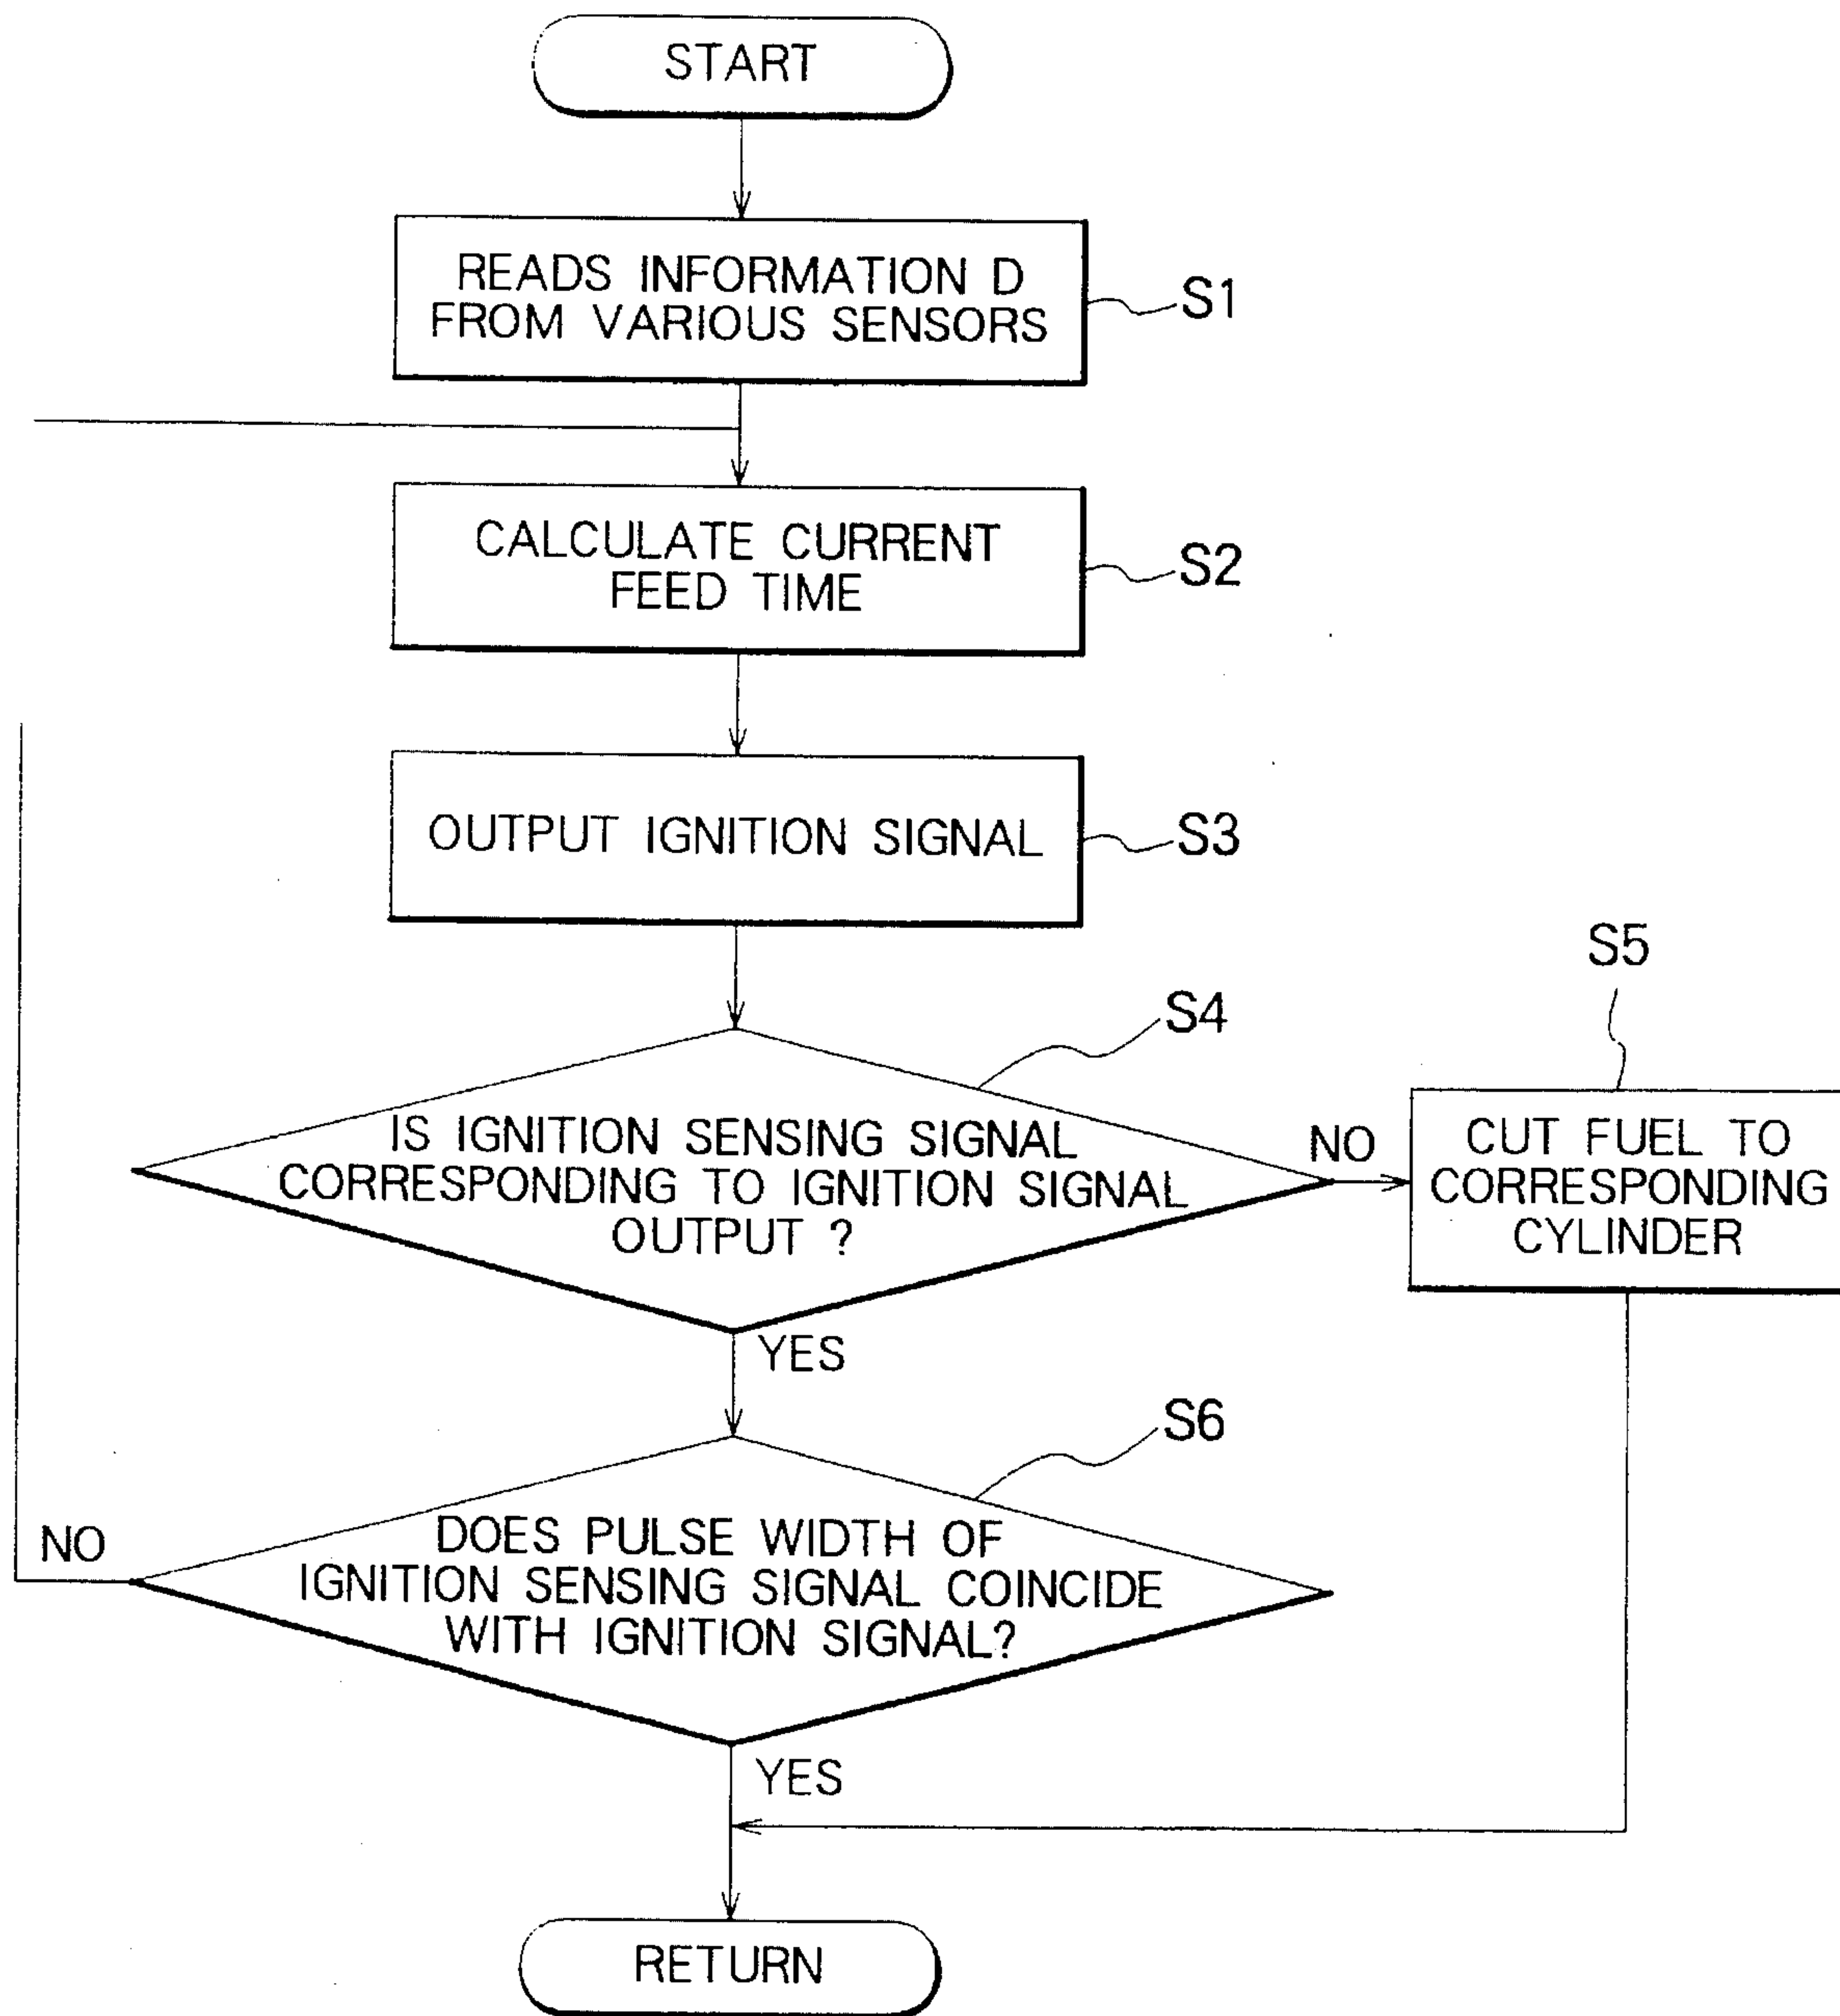 START
READS INFORMATION D
FROM VARIOUS SENSORS
S1
CALCULATE CURRENT
FEED TIME
S2
OUTPUT IGNITION SIGNAL
S3
S4
IS IGNITION SENSING SIGNAL
CORRESPONDING TO IGNITION SIGNAL
OUTPUT ?
NO
S5
CUT FUEL TO
CORRESPONDING
CYLINDER
YES
S6
DOES PULSE WIDTH OF
IGNITION SENSING SIGNAL COINCIDE
WITH IGNITION SIGNAL?
NO
YES
RETURN